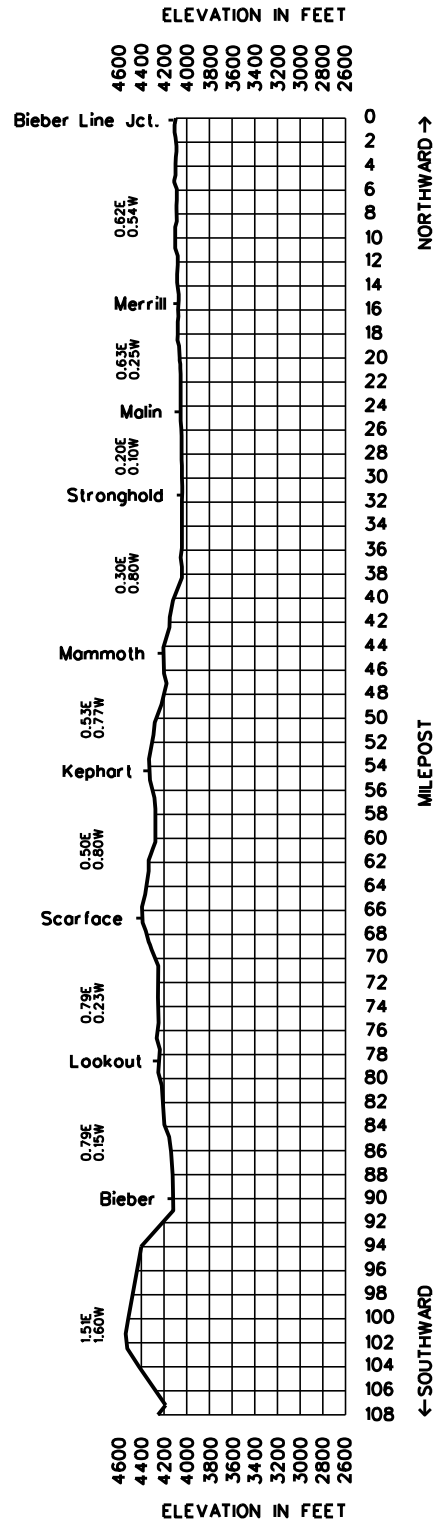 ELEVATION IN FEET
4600 4400 4200 4000 3800 3600 3400 3200 3000 2800 2600
Bieber Line Jct.
0
2
4
6
0.62E
0.54W
8
10
12
14
Merrill
16
18
0.63E
0.25W
20
22
Malin
24
26
0.20E
0.10W
28
30
Stronghold
32
34
36
0.30E
0.80W
38
40
42
Mammoth
44
46
48
0.53E
0.77W
50
52
Kephart
54
56
58
0.50E
0.80W
60
62
64
Scarface
66
68
70
72
0.79E
0.23W
74
76
Lookout
78
80
82
84
0.79E
0.15W
86
88
Bieber
90
92
94
96
98
1.51E
1.60W
100
102
104
106
108
NORTHWARD →
MILEPOST
← SOUTHWARD
4600 4400 4200 4000 3800 3600 3400 3200 3000 2800 2600
ELEVATION IN FEET